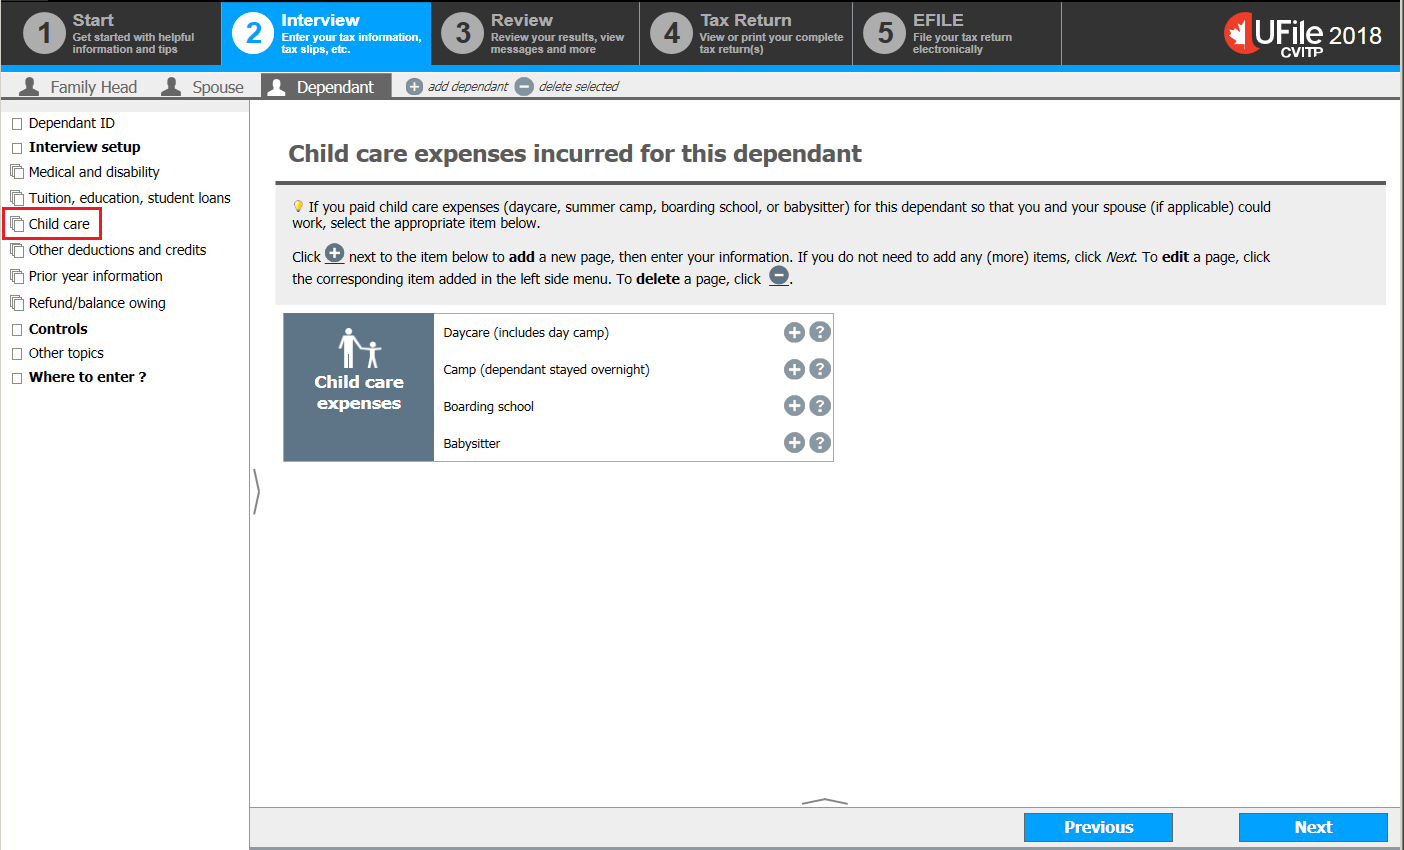 1
Start
Get started with helpful
information and tips
2
Interview
Enter your tax information,
tax slips, etc.
3
Review
Review your results, view
messages and more
4
Tax Return
View or print your complete
tax return(s)
5
EFILE
File your tax return
electronically
UFile 2018
CVITP
Family Head
Spouse
Dependant
add dependant
delete selected
Dependant ID
Interview setup
Medical and disability
Tuition, education, student loans
Child care
Other deductions and credits
Prior year information
Refund/balance owing
Controls
Other topics
Where to enter ?
Child care expenses incurred for this dependant
If you paid child care expenses (daycare, summer camp, boarding school, or babysitter) for this dependant so that you and your spouse (if applicable) could
work, select the appropriate item below.
Click + next to the item below to add a new page, then enter your information. If you do not need to add any (more) items, click Next. To edit a page, click
the corresponding item added in the left side menu. To delete a page, click −.
Child care
expenses
Daycare (includes day camp) + ?
Camp (dependant stayed overnight) + ?
Boarding school + ?
Babysitter + ?
Previous
Next